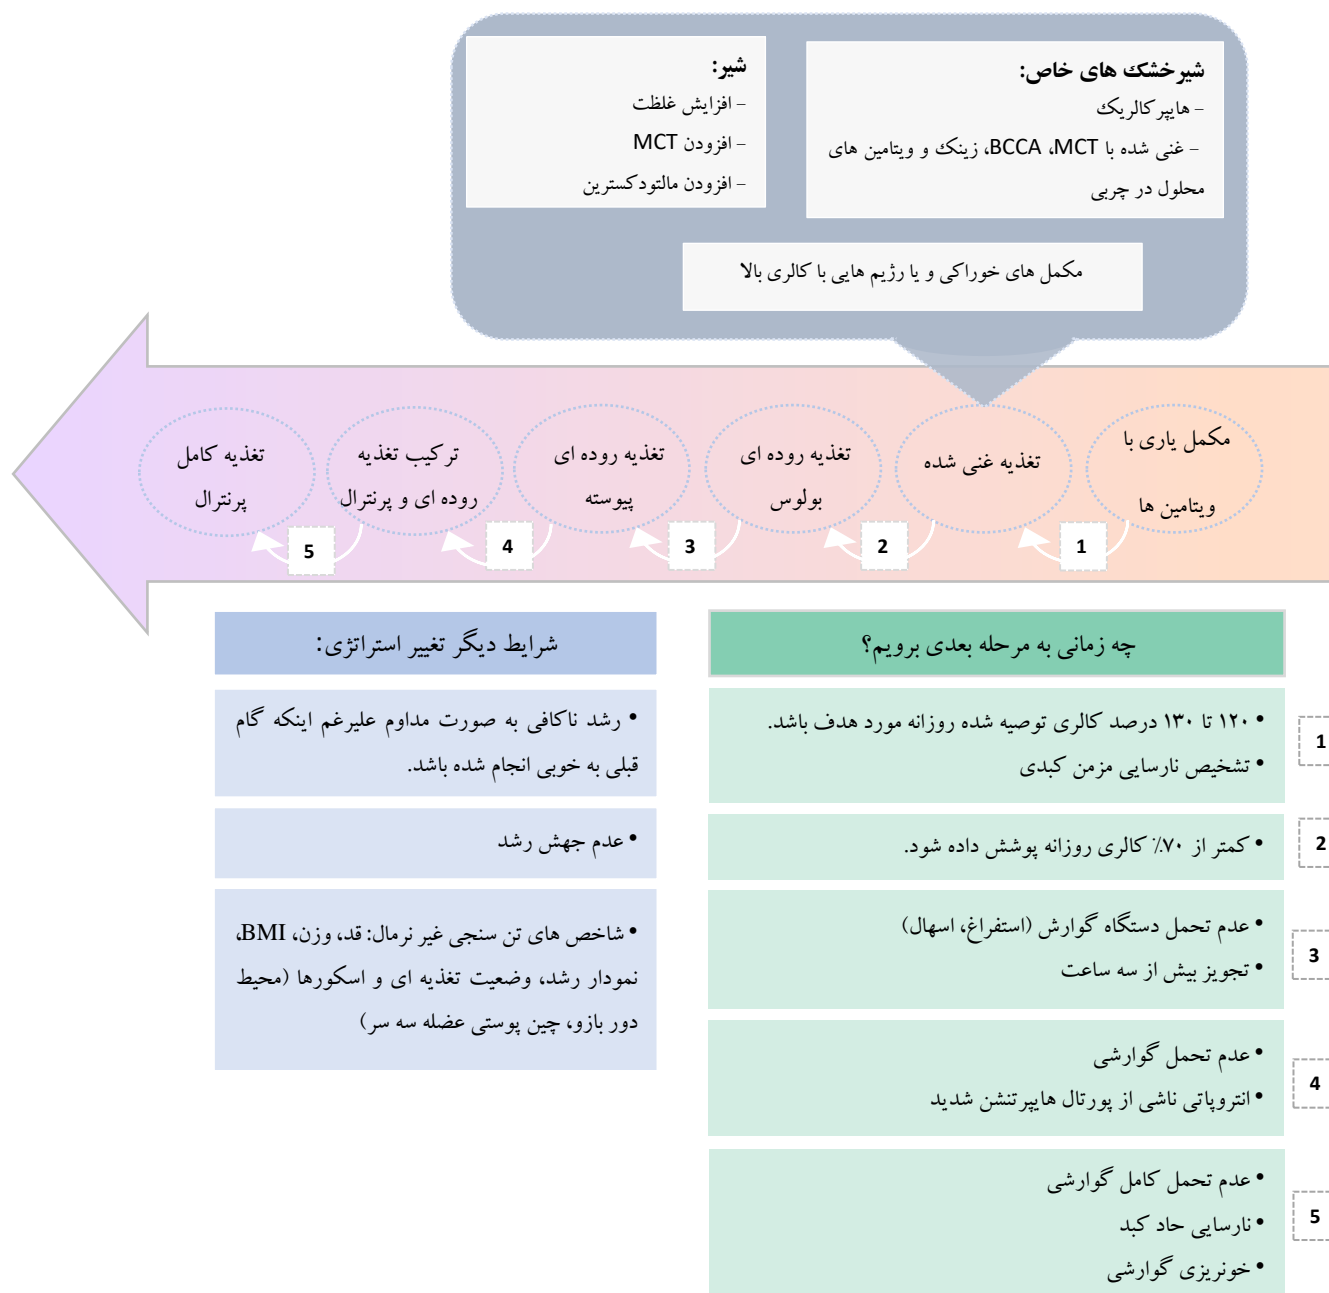 شیرخشک های خاص:
- هایپرکالریک
- غنی شده با MCT، BCCA، زینک و ویتامین های
محلول در چربی
شیر:
- افزایش غلظت
- افزودن MCT
- افزودن مالتودکسترین
مکمل های خوراکی و یا رژیم هایی با کالری بالا
مکمل یاری با
ویتامین ها
تغذیه غنی شده
تغذیه روده ای
بولوس
تغذیه روده ای
پیوسته
ترکیب تغذیه
روده ای و پرنترال
تغذیه کامل
پرنترال
1
2
3
4
5
چه زمانی به مرحله بعدی برویم؟
1
• ۱۲۰ تا ۱۳۰ درصد کالری توصیه شده روزانه مورد هدف باشد.
• تشخیص نارسایی مزمن کبدی
2
• کمتر از ۷۰٪ کالری روزانه پوشش داده شود.
3
• عدم تحمل دستگاه گوارش (استفراغ، اسهال)
• تجویز بیش از سه ساعت
4
• عدم تحمل گوارشی
• انتروپاتی ناشی از پورتال هایپرتنشن شدید
5
• عدم تحمل کامل گوارشی
• نارسایی حاد کبد
• خونریزی گوارشی
شرایط دیگر تغییر استراتژی:
• رشد ناکافی به صورت مداوم علیرغم اینکه گام
قبلی به خوبی انجام شده باشد.
• عدم جهش رشد
• شاخص های تن سنجی غیر نرمال: قد، وزن، BMI،
نمودار رشد، وضعیت تغذیه ای و اسکورها (محیط
دور بازو، چین پوستی عضله سه سر)